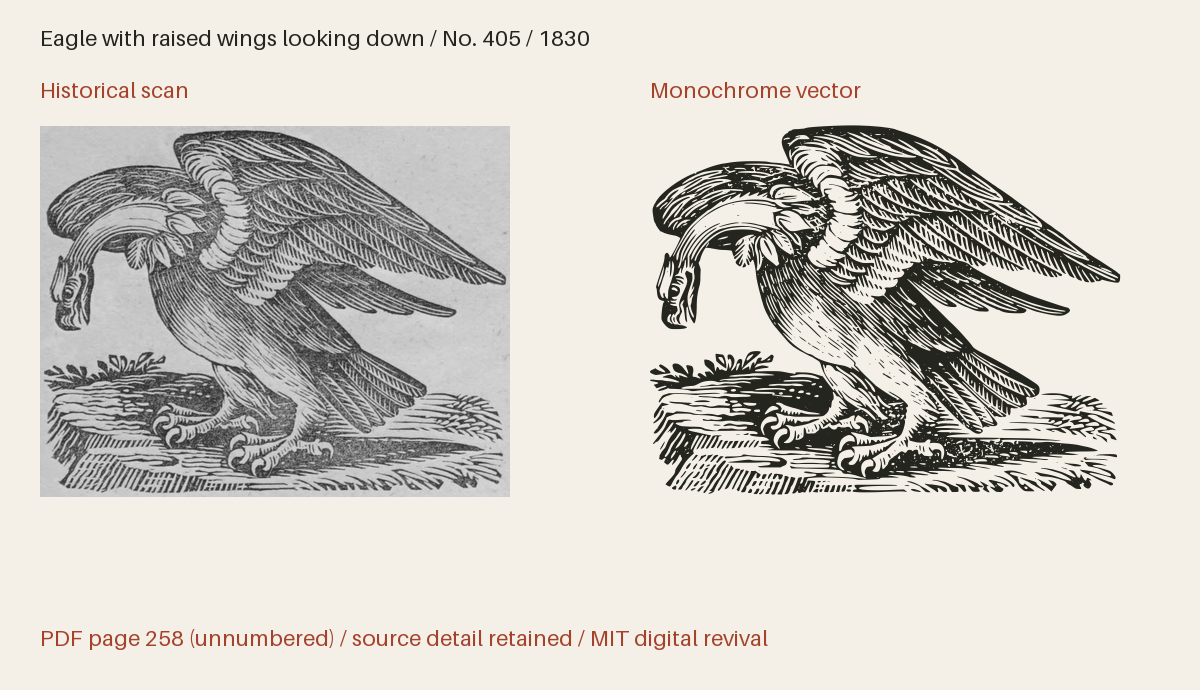 Eagle with raised wings looking down / No. 405 / 1830
Historical scan
Monochrome vector
PDF page 258 (unnumbered) / source detail retained / MIT digital revival